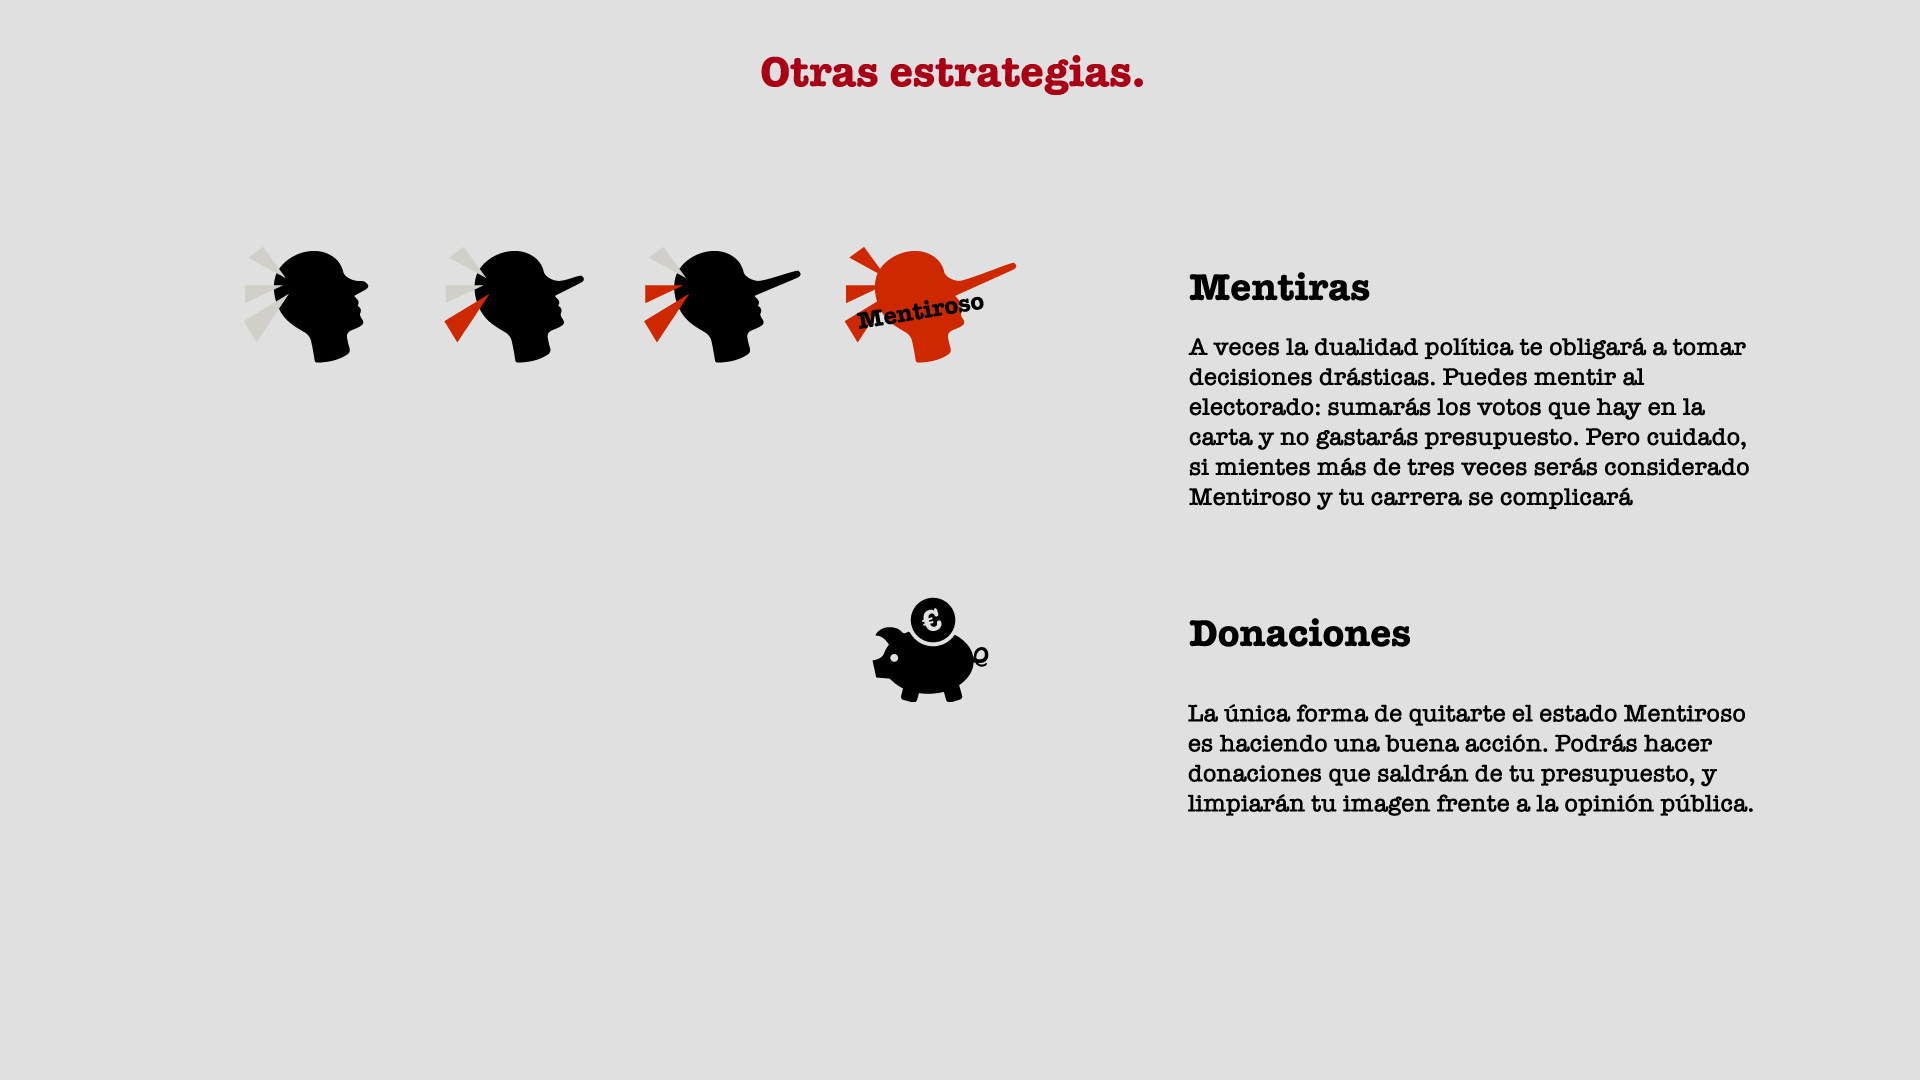 Otras estrategias.
Mentiroso
Mentiras
A veces la dualidad política te obligará a tomar
decisiones drásticas. Puedes mentir al
electorado: sumarás los votos que hay en la
carta y no gastarás presupuesto. Pero cuidado,
si mientes más de tres veces serás considerado
Mentiroso y tu carrera se complicará
€
Donaciones
La única forma de quitarte el estado Mentiroso
es haciendo una buena acción. Podrás hacer
donaciones que saldrán de tu presupuesto, y
limpiarán tu imagen frente a la opinión pública.